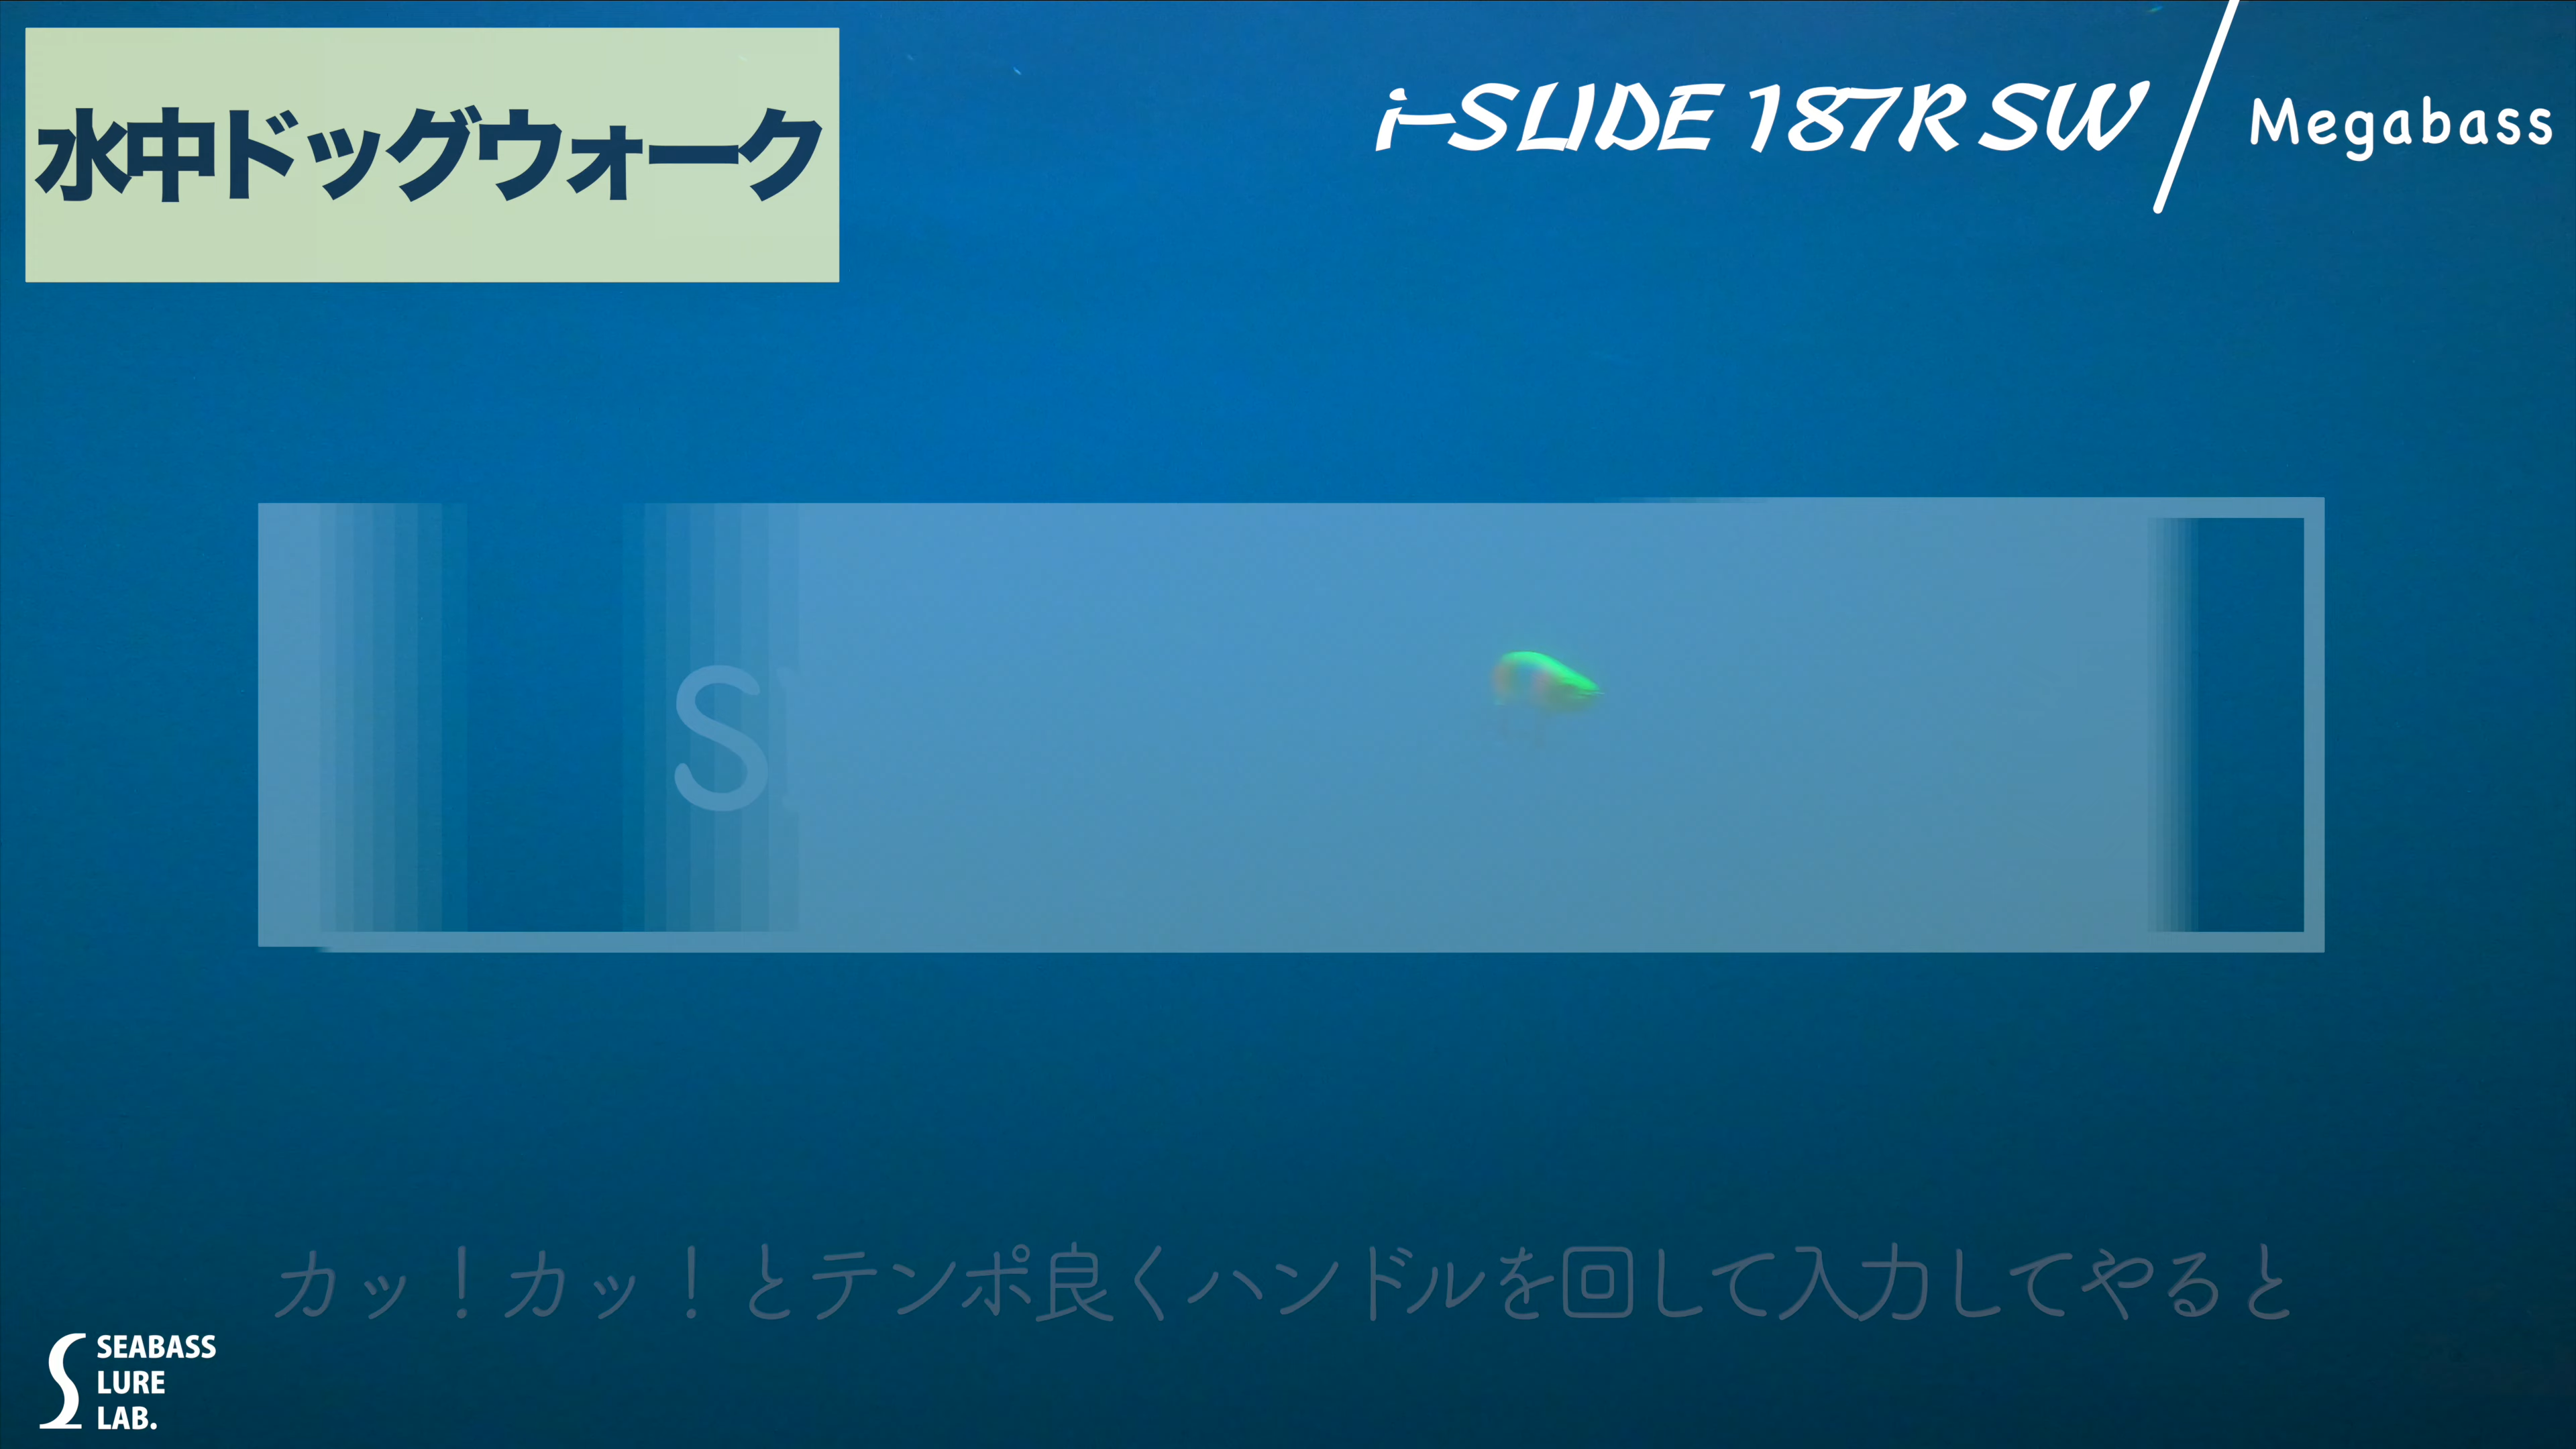 水中ドッグウォーク
i-SLIDE 187R SW / Megabass
S
カッ！カッ！とテンポ良くハンドルを回して入力してやると
SEABASS
LURE
LAB.